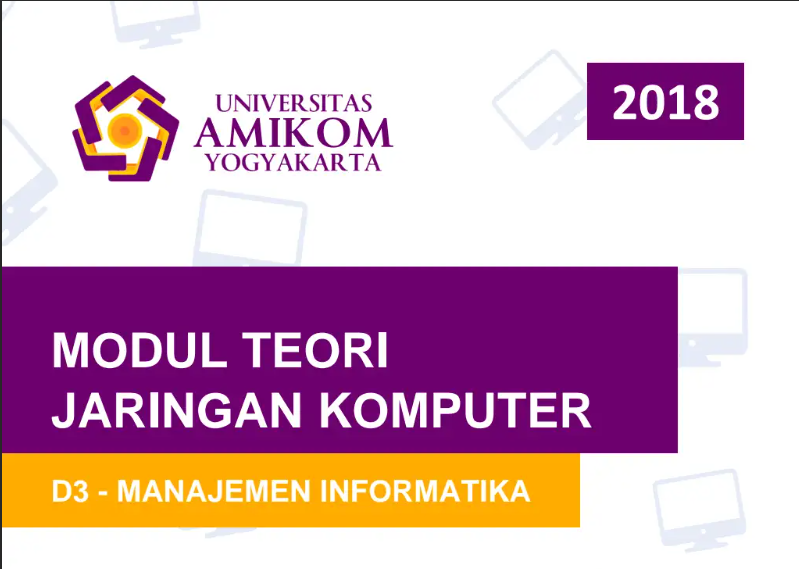 UNIVERSITAS
AMIKOM
YOGYAKARTA
2018
MODUL TEORI
JARINGAN KOMPUTER
D3 - MANAJEMEN INFORMATIKA